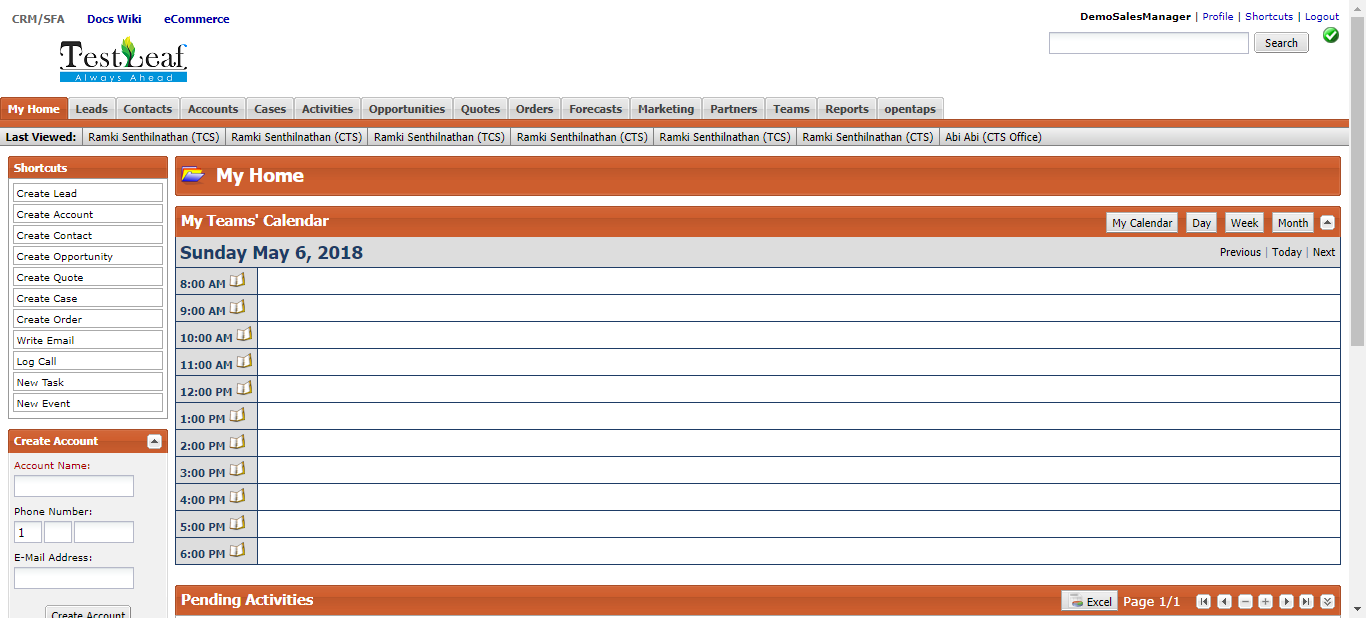 CRM/SFA Docs Wiki eCommerce
DemoSalesManager | Profile | Shortcuts | Logout
Search
TestLeaf
Always Ahead
My Home Leads Contacts Accounts Cases Activities Opportunities Quotes Orders Forecasts Marketing Partners Teams Reports opentaps
Last Viewed: Ramki Senthilnathan (TCS) Ramki Senthilnathan (CTS) Ramki Senthilnathan (TCS) Ramki Senthilnathan (CTS) Ramki Senthilnathan (TCS) Ramki Senthilnathan (CTS) Abi Abi (CTS Office)
Shortcuts
Create Lead
Create Account
Create Contact
Create Opportunity
Create Quote
Create Case
Create Order
Write Email
Log Call
New Task
New Event
Create Account
Account Name:
Phone Number:
1
E-Mail Address:
Create Account
My Home
My Teams' Calendar
My Calendar Day Week Month
Sunday May 6, 2018
Previous | Today | Next
8:00 AM
9:00 AM
10:00 AM
11:00 AM
12:00 PM
1:00 PM
2:00 PM
3:00 PM
4:00 PM
5:00 PM
6:00 PM
Pending Activities
Excel Page 1/1